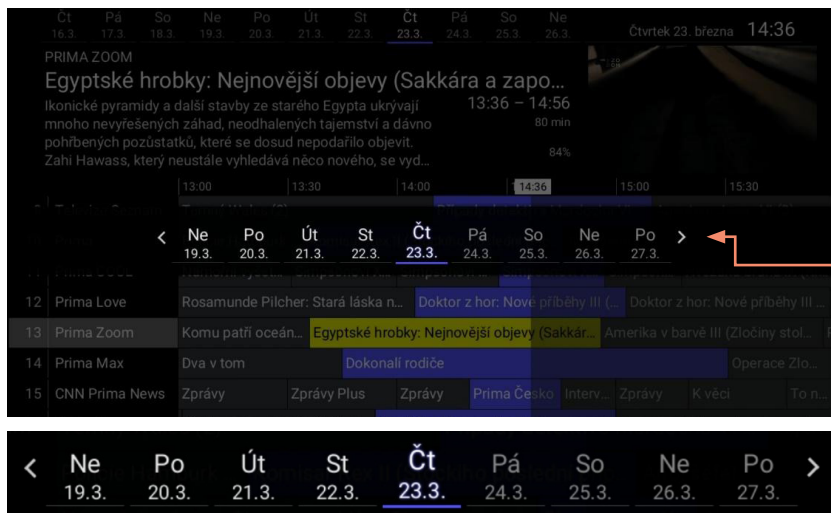 Čt Pá So Ne Po Út St Čt Pá So Ne
16.3. 17.3. 18.3. 19.3. 20.3. 21.3. 22.3. 23.3. 24.3. 25.3. 26.3.
Čtvrtek 23. března 14:36
PRIMA ZOOM
Egyptské hrobky: Nejnovější objevy (Sakkára a zapo...
Ikonické pyramidy a další stavby ze starého Egypta ukrývají
mnoho nevyřešených záhad, neodhalených tajemství a dávno
pohřbených pozůstatků, které se dosud nepodařilo objevit.
Zahi Hawass, který neustále vyhledává něco nového, se vyd...
13:36 – 14:56
80 min
84%
13:00 13:30 14:00 14:36 15:00 15:30
Ne Po Út St Čt Pá So Ne Po
19.3. 20.3. 21.3. 22.3. 23.3. 24.3. 25.3. 26.3. 27.3.
12 Prima Love Rosamunde Pilcher: Stará láska n... Doktor z hor: Nové příběhy III (... Doktor z hor: Nové příběhy III ...
13 Prima Zoom Komu patří oceán... Egyptské hrobky: Nejnovější objevy (Sakkár... Amerika v barvě III (Zločiny stol...
14 Prima Max Dva v tom Dokonalí rodiče Operace Zlo...
15 CNN Prima News Zprávy Zprávy Plus Zprávy Prima Česko Interv... Zprávy K věci To n...
Ne Po Út St Čt Pá So Ne Po
19.3. 20.3. 21.3. 22.3. 23.3. 24.3. 25.3. 26.3. 27.3.